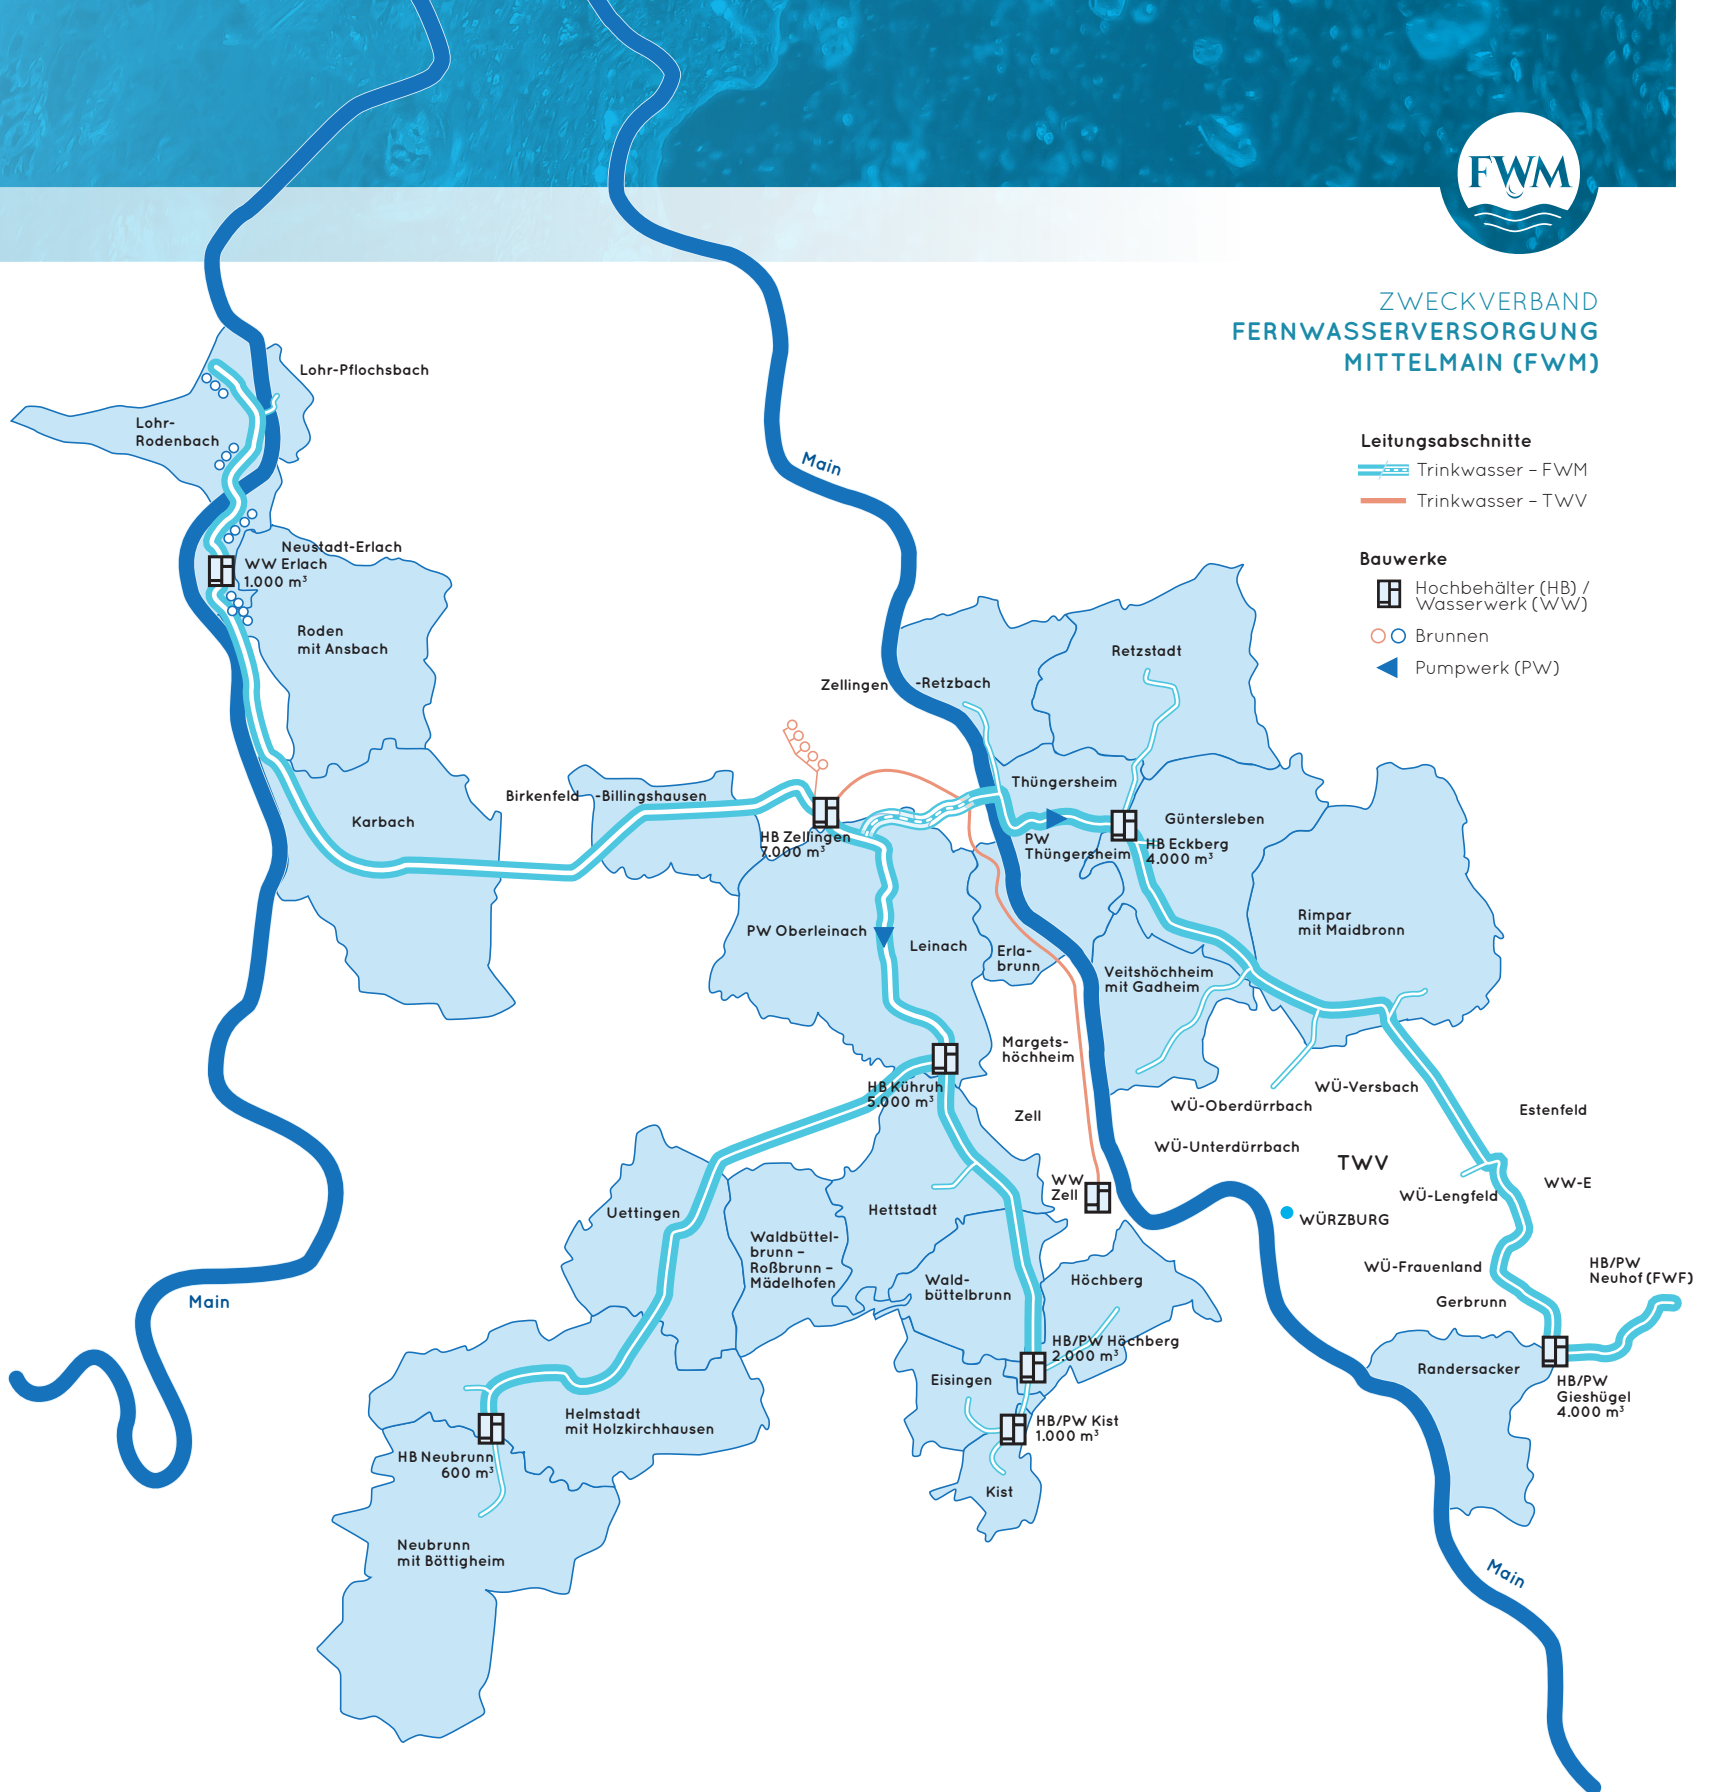 FWM
ZWECKVERBAND
FERNWASSERVERSORGUNG
MITTELMAIN (FWM)
Leitungsabschnitte
Trinkwasser – FWM
Trinkwasser – TWV
Bauwerke
Hochbehälter (HB) /
Wasserwerk (WW)
Brunnen
Pumpwerk (PW)
Lohr-Pflochsbach
Lohr-
Rodenbach
Main
Neustadt-Erlach
WW Erlach
1.000 m³
Roden
mit Ansbach
Retzstadt
Zellingen -Retzbach
Thüngersheim
Birkenfeld -Billingshausen
Karbach
Güntersleben
HB Zellingen
7.000 m³
PW
Thüngersheim
HB Eckberg
4.000 m³
Rimpar
mit Maidbronn
PW Oberleinach
Leinach
Erla-
brunn
Veitshöchheim
mit Gadheim
Margets-
höchheim
HB Kühruh
5.000 m³
WÜ-Versbach
WÜ-Oberdürrbach
Estenfeld
Zell
WÜ-Unterdürrbach
TWV
WW
Zell
WW-E
WÜ-Lengfeld
Uettingen
Hettstadt
WÜRZBURG
Waldbüttel-
brunn –
Roßbrunn –
Mädelhofen
Wald-
büttelbrunn
Höchberg
WÜ-Frauenland
HB/PW
Neuhof (FWF)
Main
Gerbrunn
HB/PW Höchberg
2.000 m³
Eisingen
Randersacker
HB/PW
Gieshügel
4.000 m³
Helmstadt
mit Holzkirchhausen
HB/PW Kist
1.000 m³
HB Neubrunn
600 m³
Kist
Neubrunn
mit Böttigheim
Main